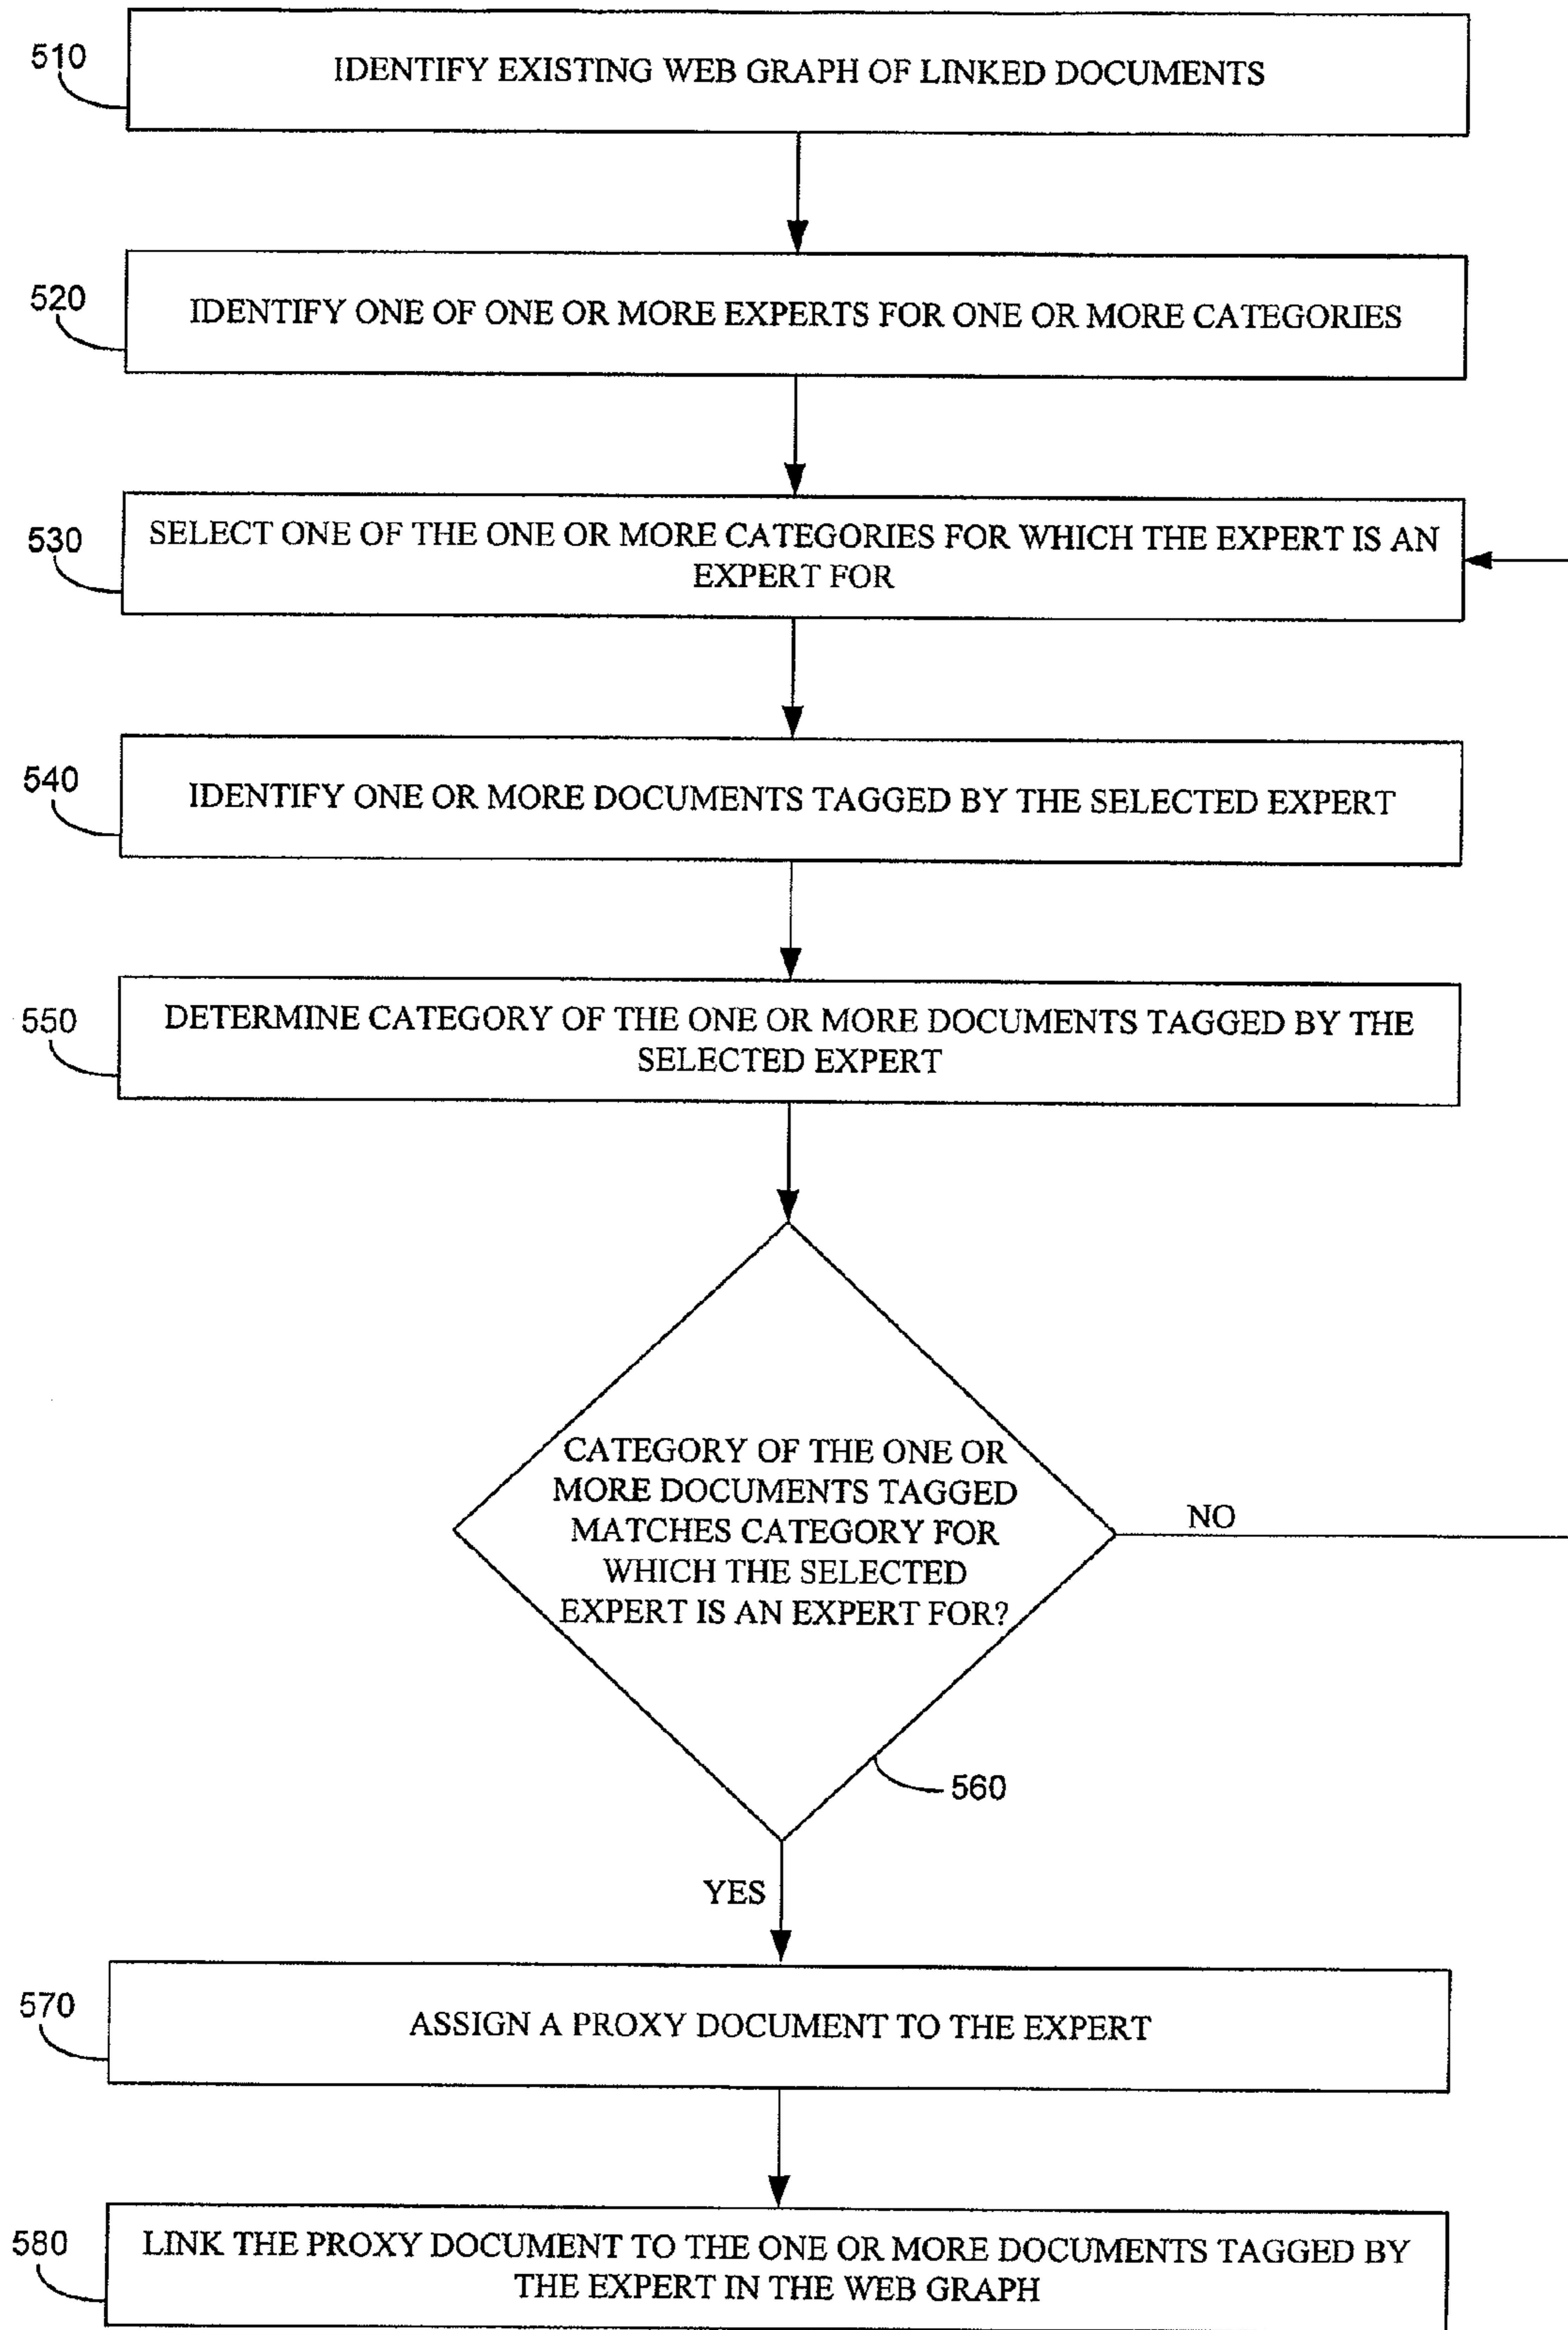 510
IDENTIFY EXISTING WEB GRAPH OF LINKED DOCUMENTS
520
IDENTIFY ONE OF ONE OR MORE EXPERTS FOR ONE OR MORE CATEGORIES
530
SELECT ONE OF THE ONE OR MORE CATEGORIES FOR WHICH THE EXPERT IS AN
EXPERT FOR
540
IDENTIFY ONE OR MORE DOCUMENTS TAGGED BY THE SELECTED EXPERT
550
DETERMINE CATEGORY OF THE ONE OR MORE DOCUMENTS TAGGED BY THE
SELECTED EXPERT
CATEGORY OF THE ONE OR
MORE DOCUMENTS TAGGED
MATCHES CATEGORY FOR
WHICH THE SELECTED
EXPERT IS AN EXPERT FOR?
NO
560
YES
570
ASSIGN A PROXY DOCUMENT TO THE EXPERT
580
LINK THE PROXY DOCUMENT TO THE ONE OR MORE DOCUMENTS TAGGED BY
THE EXPERT IN THE WEB GRAPH